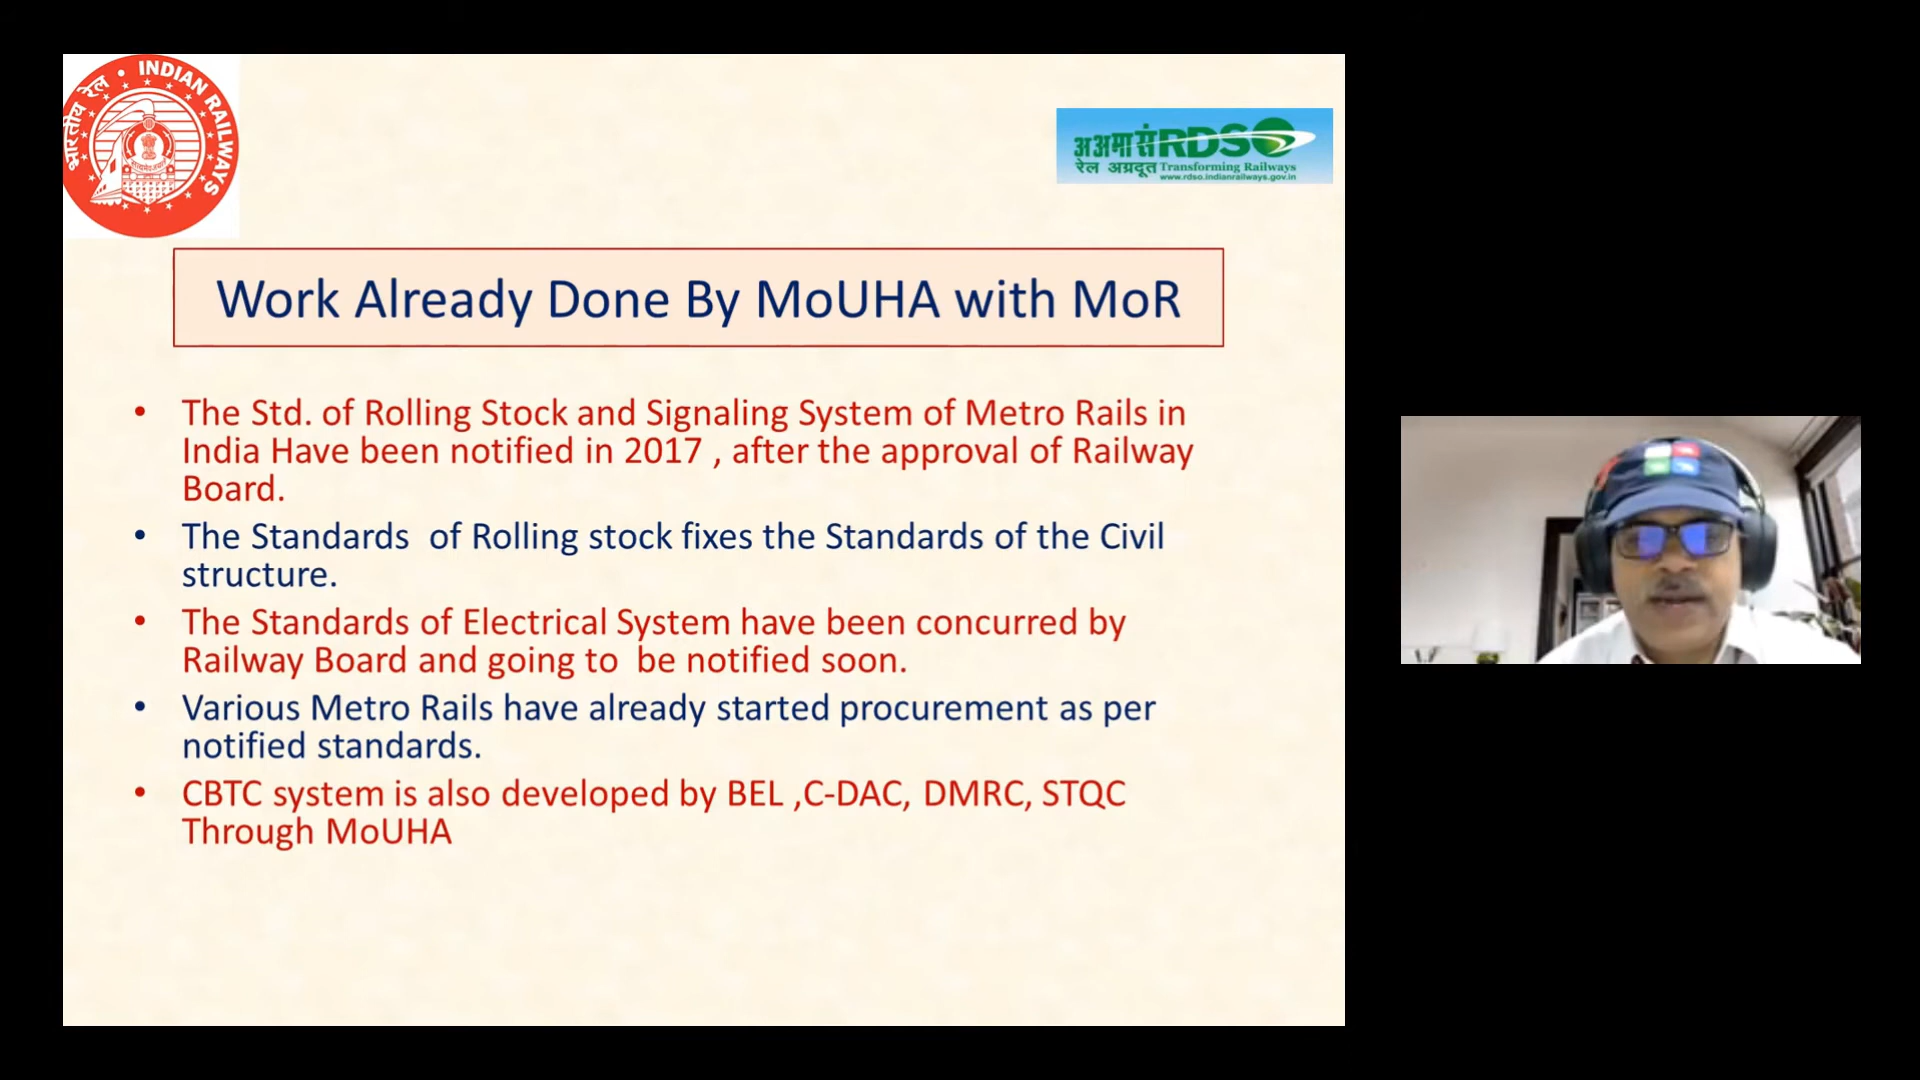 भारतीय रेल • INDIAN RAILWAYS
अअमासं RDSO
रेल अग्रदूत Transforming Railways
www.rdso.indianrailways.gov.in
Work Already Done By MoUHA with MoR
• The Std. of Rolling Stock and Signaling System of Metro Rails in
India Have been notified in 2017 , after the approval of Railway
Board.
• The Standards of Rolling stock fixes the Standards of the Civil
structure.
• The Standards of Electrical System have been concurred by
Railway Board and going to be notified soon.
• Various Metro Rails have already started procurement as per
notified standards.
• CBTC system is also developed by BEL ,C-DAC, DMRC, STQC
Through MoUHA